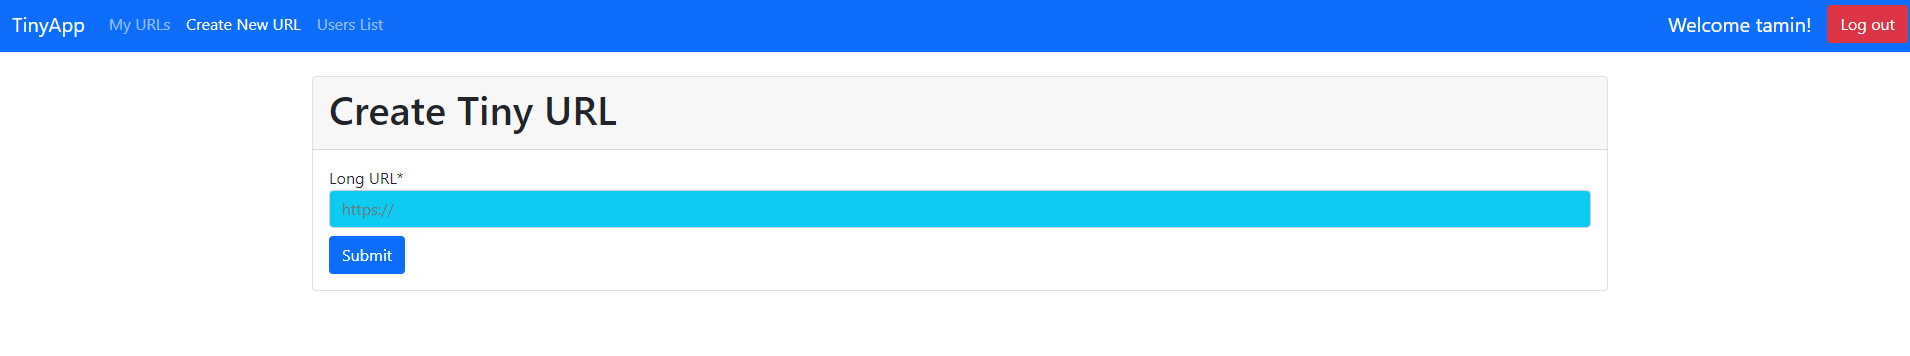 TinyApp My URLs Create New URL Users List Welcome tamin! Log out
Create Tiny URL
Long URL*
https://
Submit